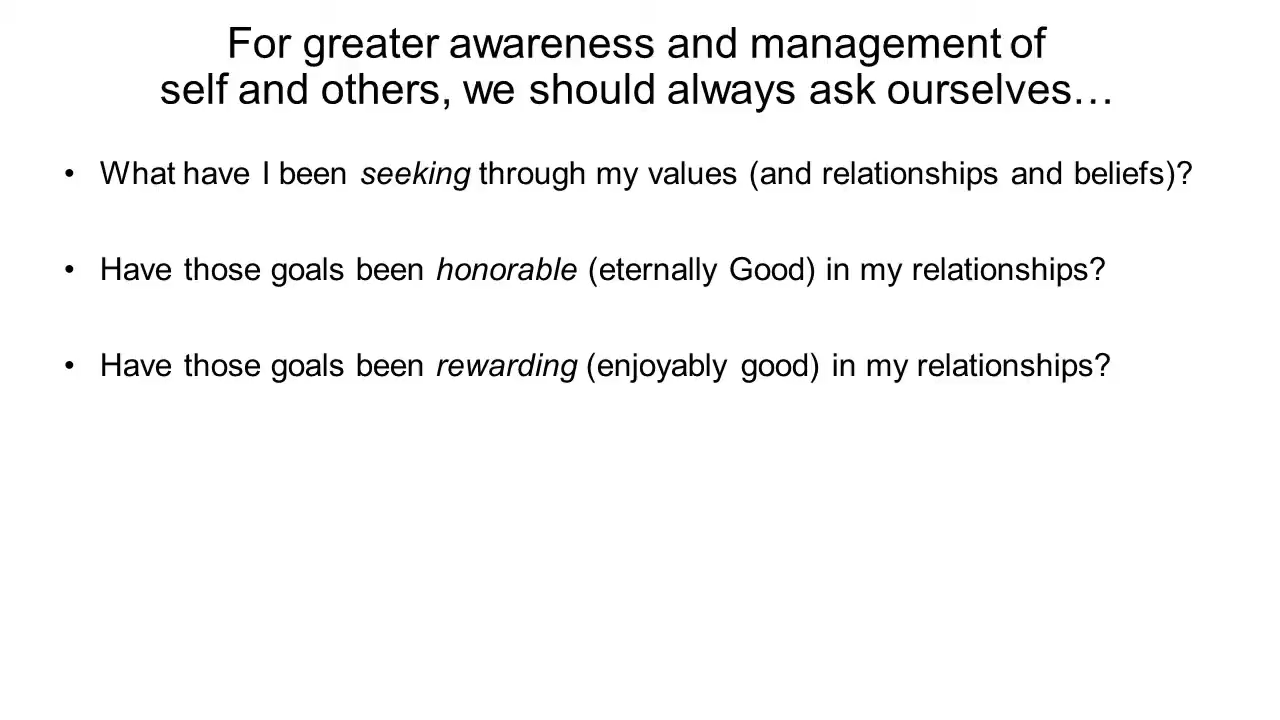 For greater awareness and management of
self and others, we should always ask ourselves…
• What have I been seeking through my values (and relationships and beliefs)?
• Have those goals been honorable (eternally Good) in my relationships?
• Have those goals been rewarding (enjoyably good) in my relationships?